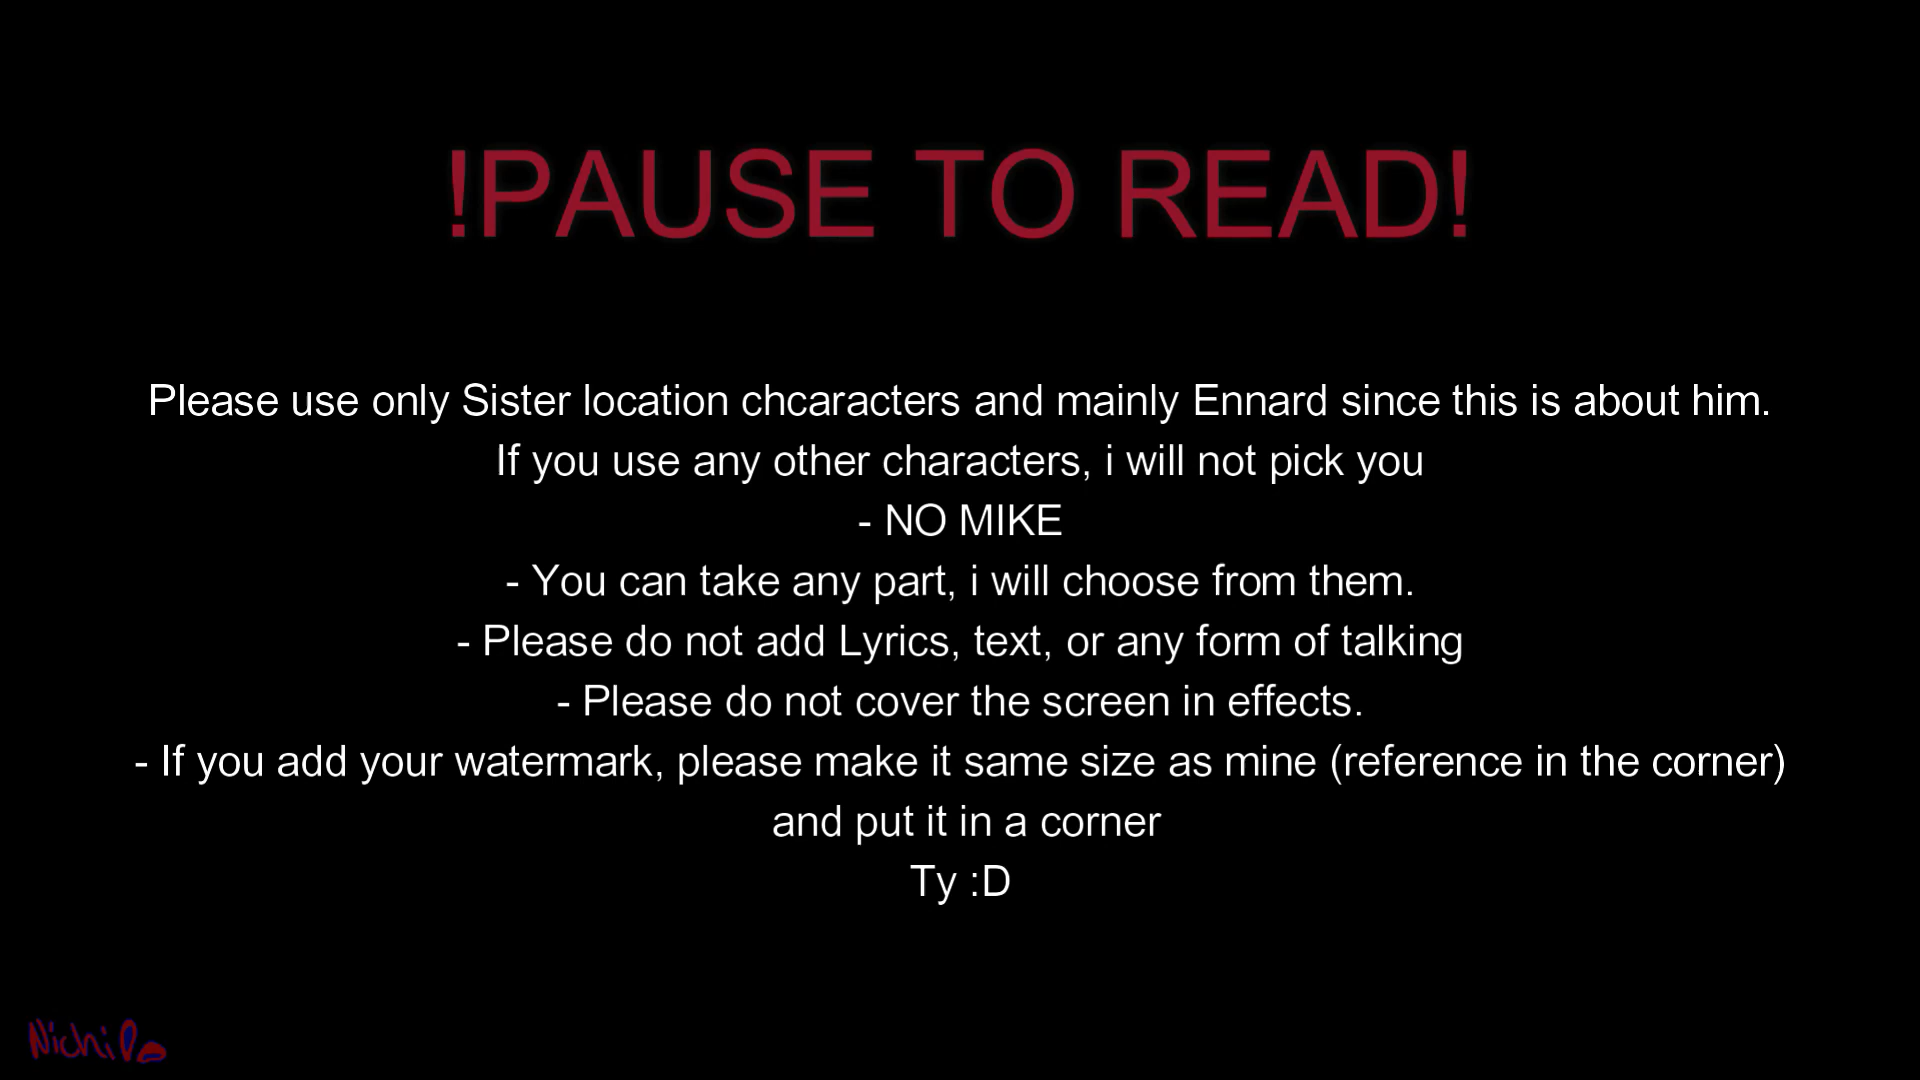 !PAUSE TO READ!
Please use only Sister location chcaracters and mainly Ennard since this is about him.
If you use any other characters, i will not pick you
- NO MIKE
- You can take any part, i will choose from them.
- Please do not add Lyrics, text, or any form of talking
- Please do not cover the screen in effects.
- If you add your watermark, please make it same size as mine (reference in the corner)
and put it in a corner
Ty :D